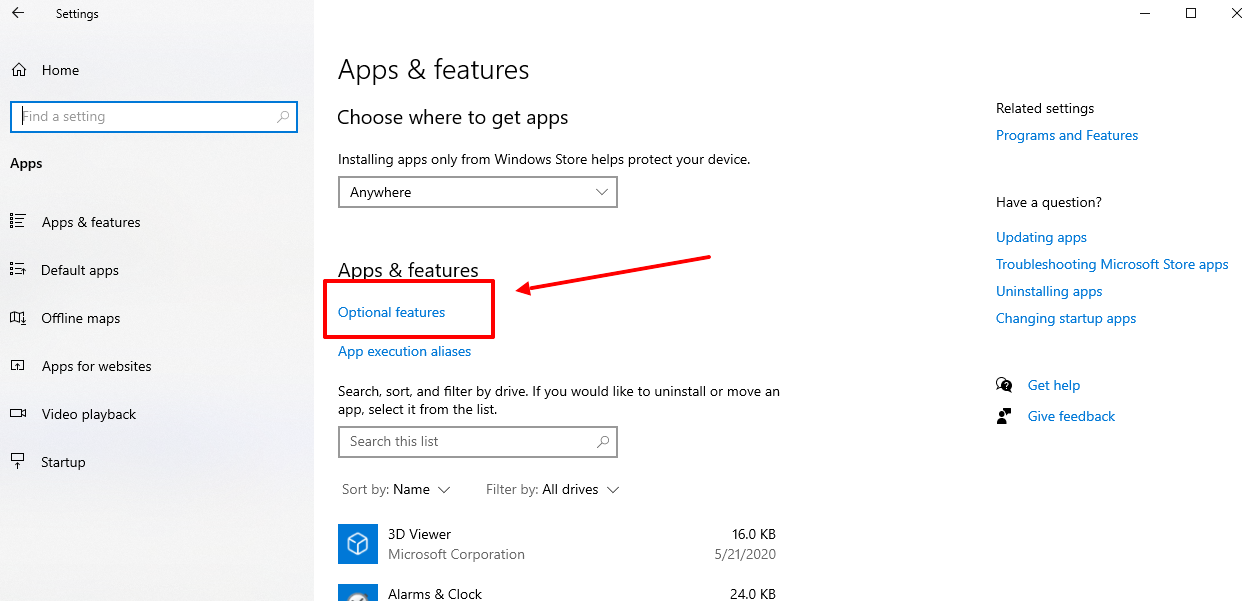 Settings
Home
Find a setting
Apps
Apps & features
Default apps
Offline maps
Apps for websites
Video playback
Startup
Apps & features
Choose where to get apps
Installing apps only from Windows Store helps protect your device.
Anywhere
Apps & features
Optional features
App execution aliases
Search, sort, and filter by drive. If you would like to uninstall or move an
app, select it from the list.
Search this list
Sort by: Name Filter by: All drives
3D Viewer 16.0 KB
Microsoft Corporation 5/21/2020
Alarms & Clock 24.0 KB
Related settings
Programs and Features
Have a question?
Updating apps
Troubleshooting Microsoft Store apps
Uninstalling apps
Changing startup apps
Get help
Give feedback